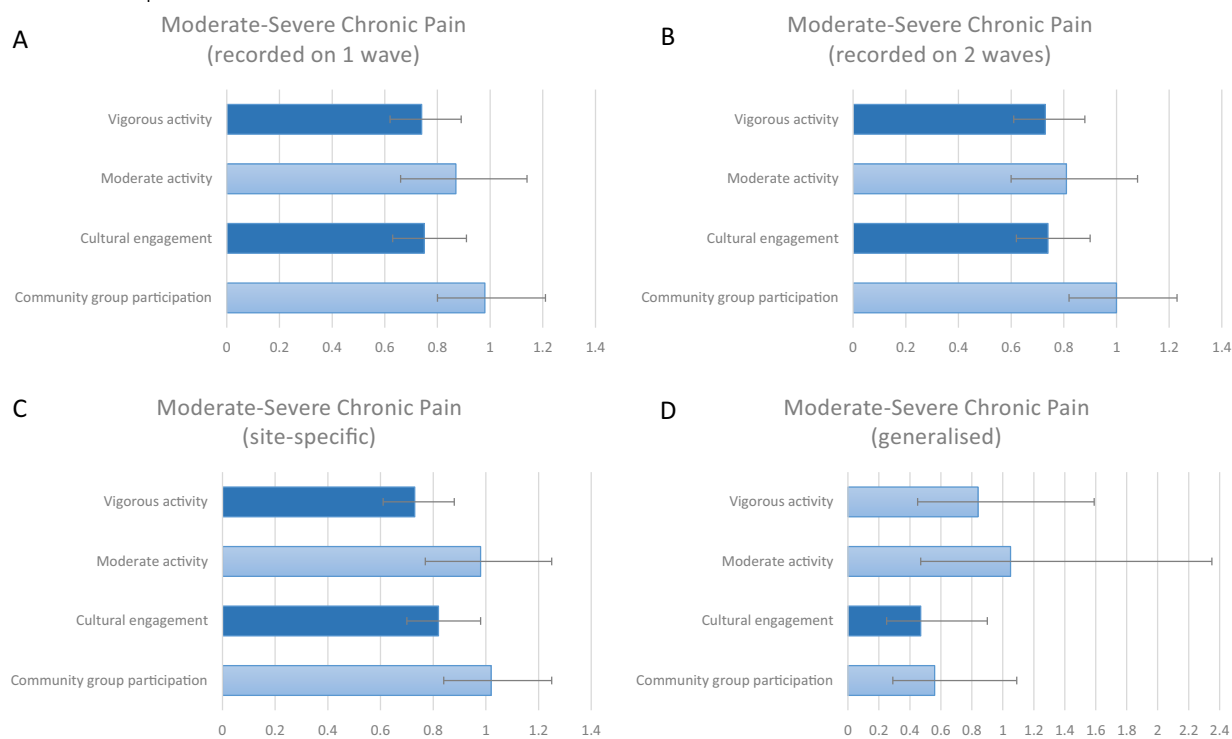 A
Moderate-Severe Chronic Pain
(recorded on 1 wave)
Vigorous activity
Moderate activity
Cultural engagement
Community group participation
0 0.2 0.4 0.6 0.8 1 1.2 1.4
B
Moderate-Severe Chronic Pain
(recorded on 2 waves)
Vigorous activity
Moderate activity
Cultural engagement
Community group participation
0 0.2 0.4 0.6 0.8 1 1.2 1.4
C
Moderate-Severe Chronic Pain
(site-specific)
Vigorous activity
Moderate activity
Cultural engagement
Community group participation
0 0.2 0.4 0.6 0.8 1 1.2 1.4
D
Moderate-Severe Chronic Pain
(generalised)
Vigorous activity
Moderate activity
Cultural engagement
Community group participation
0 0.2 0.4 0.6 0.8 1 1.2 1.4 1.6 1.8 2 2.2 2.4